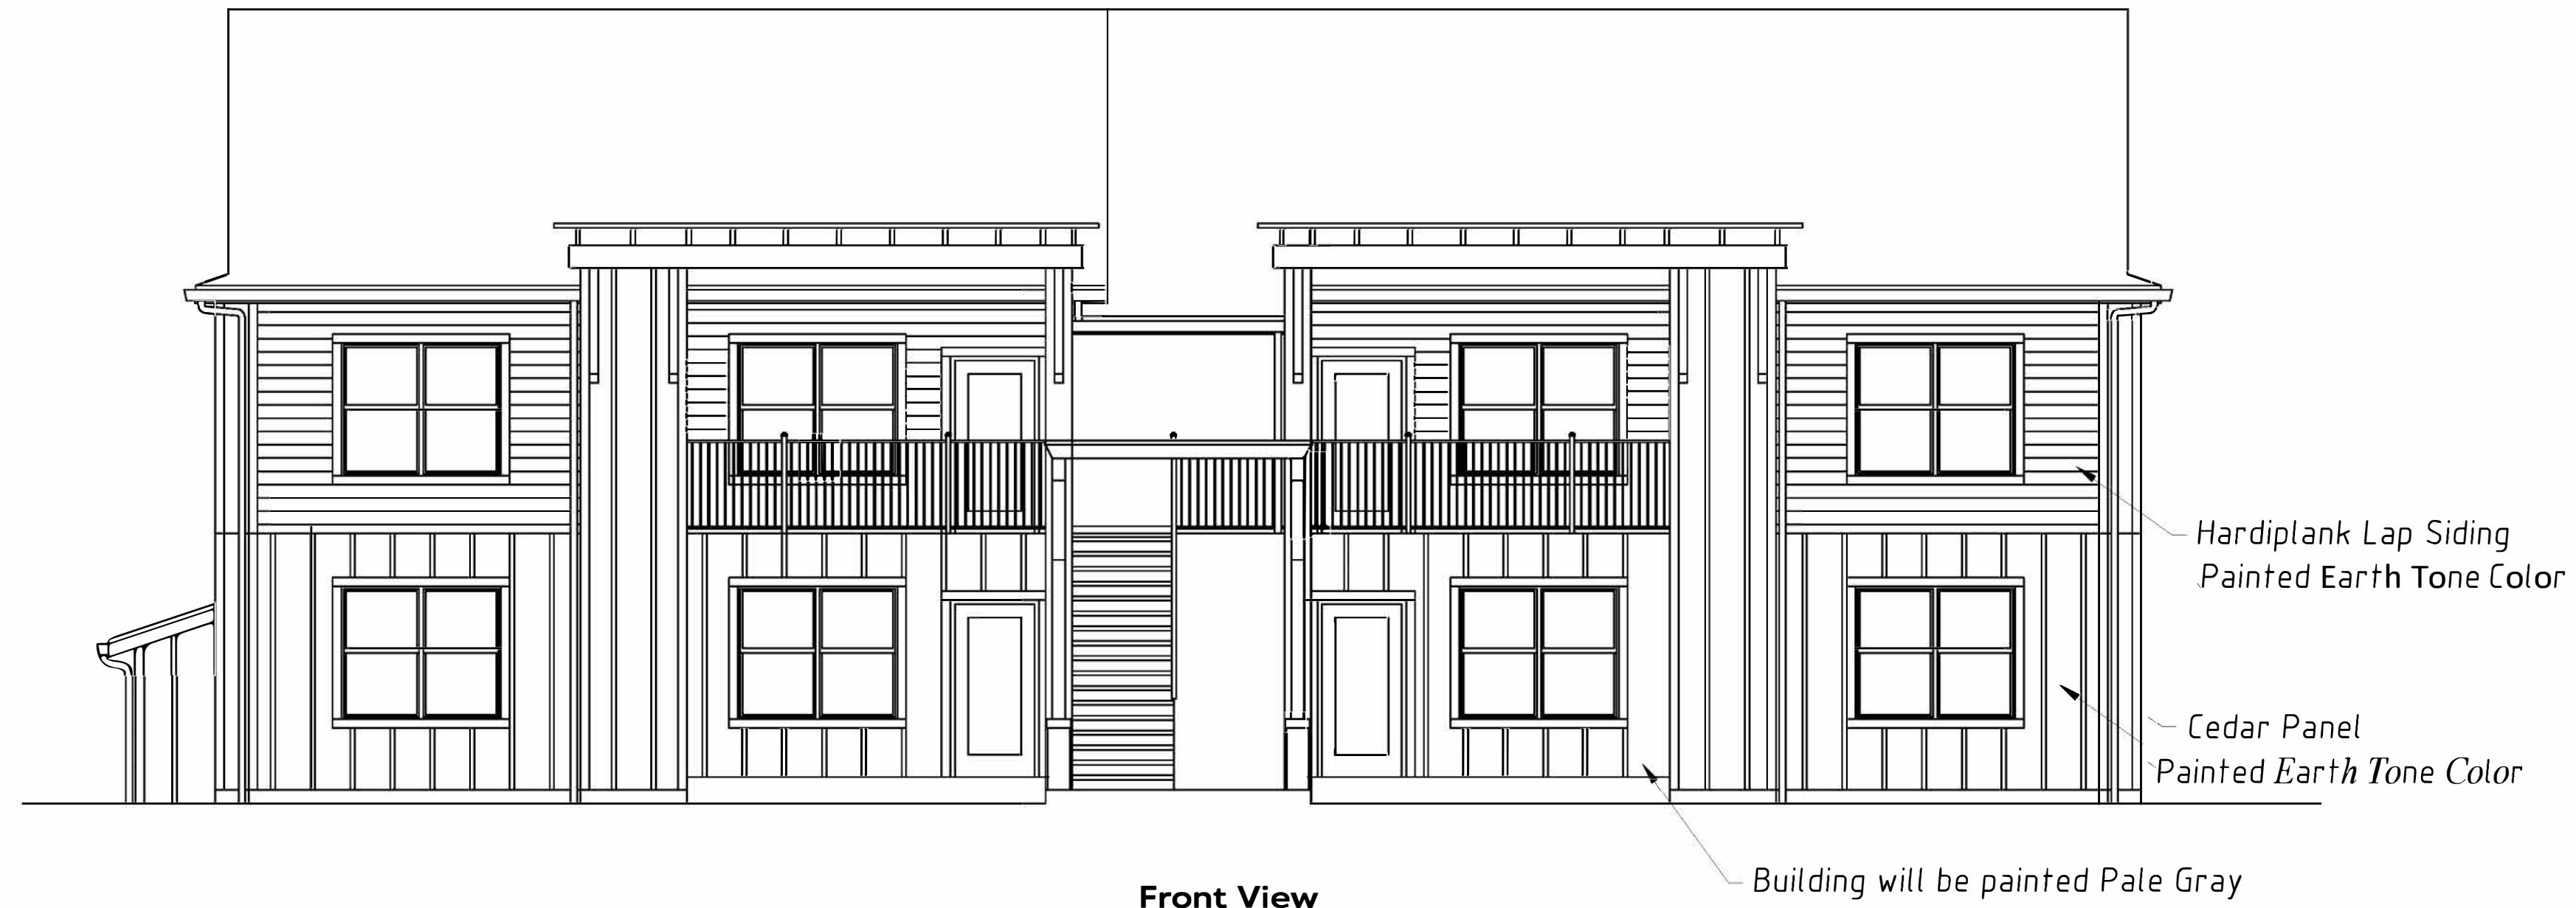 Hardiplank Lap Siding
Painted Earth Tone Color
Cedar Panel
Painted Earth Tone Color
Building will be painted Pale Gray
Front View